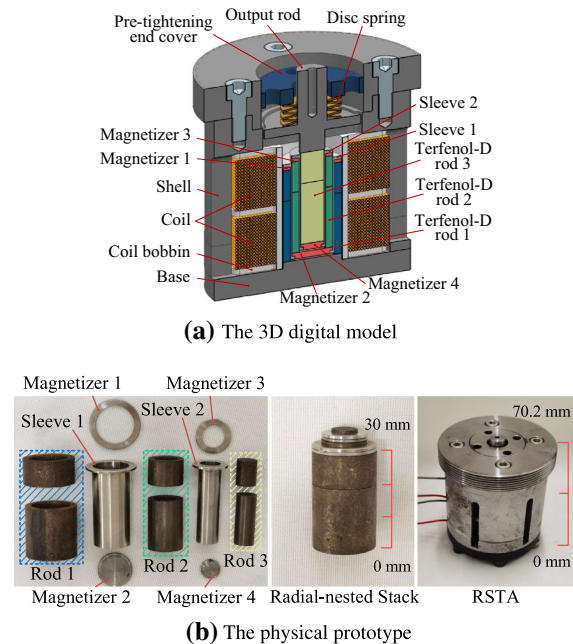 Output rod
Pre-tightening
end cover
Disc spring
Sleeve 2
Magnetizer 3
Sleeve 1
Magnetizer 1
Terfenol-D
rod 3
Shell
Terfenol-D
rod 2
Coil
Terfenol-D
rod 1
Coil bobbin
Base
Magnetizer 4
Magnetizer 2
(a) The 3D digital model
Magnetizer 1
Magnetizer 3
Sleeve 1
Sleeve 2
30 mm
70.2 mm
Rod 1
Rod 2
Rod 3
0 mm
0 mm
Magnetizer 2
Magnetizer 4
Radial-nested Stack
RSTA
(b) The physical prototype